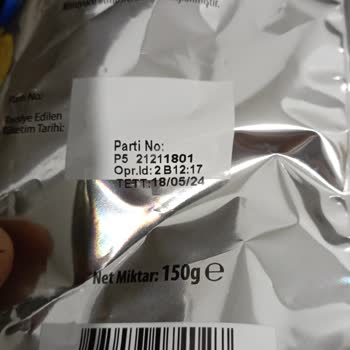 Parti No:
Tavsiye Edilen
Tüketim Tarihi:
Parti No:
P5 21211801
Opr.Id: 2 B12:17
TETT:18/05/24
Net Miktar: 150g ℮